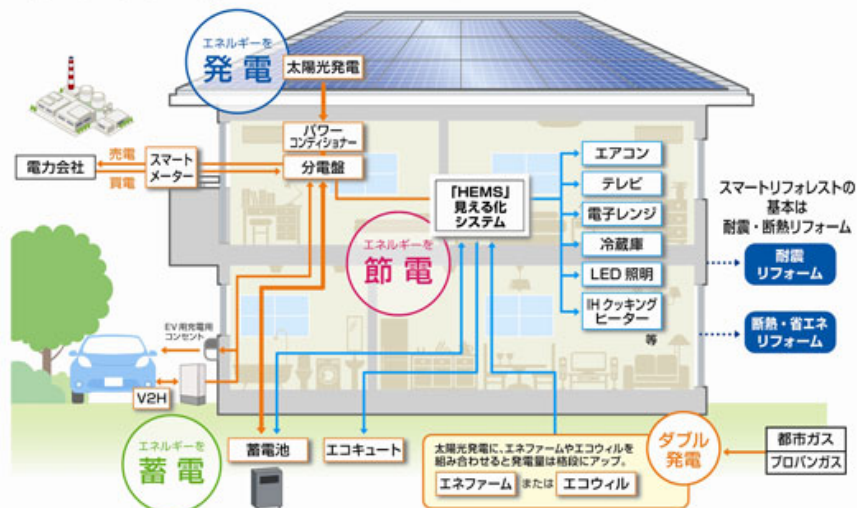 エネルギーを
発電
太陽光発電
パワー
コンディショナー
分電盤
売電
買電
電力会社
スマート
メーター
「HEMS」
見える化
システム
エアコン
テレビ
電子レンジ
冷蔵庫
LED照明
IHクッキング
ヒーター
等
スマートリフォレストの
基本は
耐震・断熱リフォーム
耐震
リフォーム
断熱・省エネ
リフォーム
エネルギーを
節電
EV用充電用
コンセント
V2H
エネルギーを
蓄電
蓄電池
エコキュート
太陽光発電に、エネファームやエコウィルを
組み合わせると発電量は格段にアップ。
エネファーム または エコウィル
ダブル
発電
都市ガス
プロパンガス